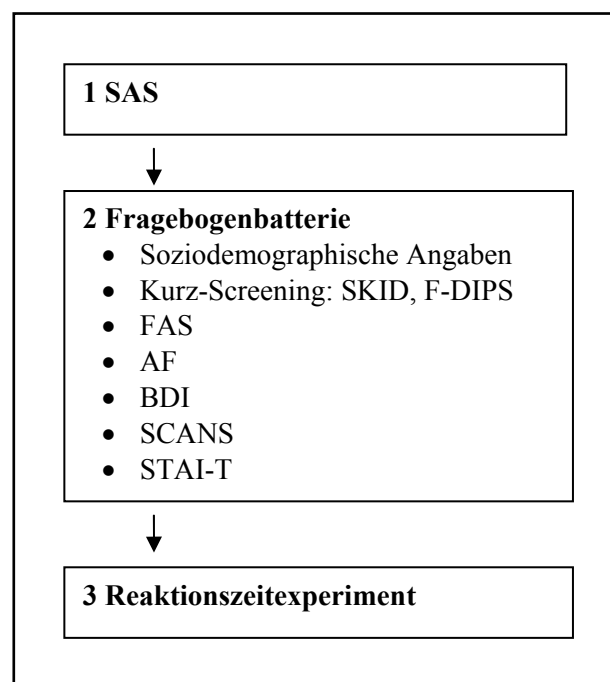 1 SAS
2 Fragebogenbatterie
• Soziodemographische Angaben
• Kurz-Screening: SKID, F-DIPS
• FAS
• AF
• BDI
• SCANS
• STAI-T
3 Reaktionszeitexperiment